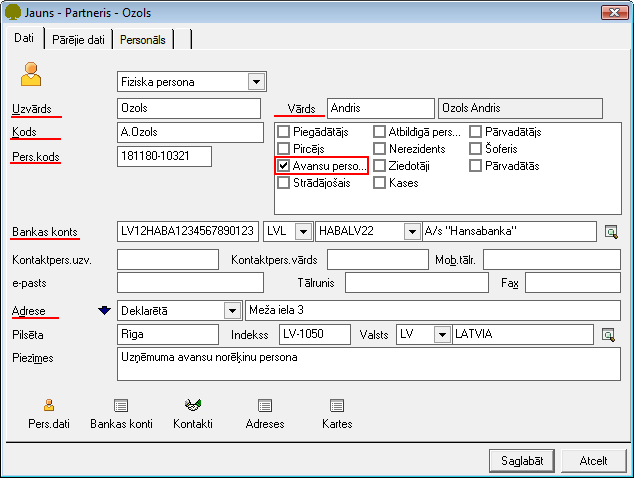 Jauns - Partneris - Ozols
Dati Pārējie dati Personāls
Fiziska persona
Uzvārds Ozols Vārds Andris Ozols Andris
Kods A.Ozols
Pers.kods 181180-10321
Piegādātājs Atbildīgā pers... Pārvadātājs
Pircējs Nerezidents Šoferis
Avansu perso... Ziedotāji Pārvadātās
Strādājošais Kases
Bankas konts LV12HABA1234567890123 LVL HABALV22 A/s "Hansabanka"
Kontaktpers.uzv. Kontaktpers.vārds Mob.tālr.
e-pasts Tālrunis Fax
Adrese Deklarētā Meža iela 3
Pilsēta Rīga Indekss LV-1050 Valsts LV LATVIA
Piezīmes Uzņēmuma avansu norēķinu persona
Pers.dati Bankas konti Kontakti Adreses Kartes
Saglabāt Atcelt